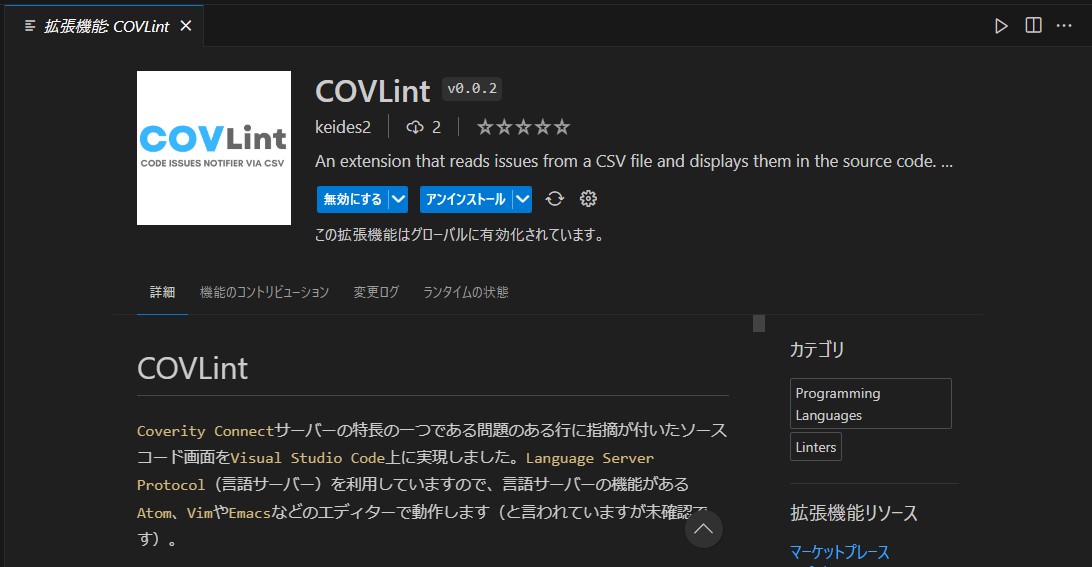 拡張機能: COVLint
COVLint v0.0.2
COVLint
CODE ISSUES NOTIFIER VIA CSV
keides2 2
An extension that reads issues from a CSV file and displays them in the source code. ...
無効にする アンインストール
この拡張機能はグローバルに有効化されています。
詳細 機能のコントリビューション 変更ログ ランタイムの状態
COVLint
Coverity Connectサーバーの特長の一つである問題のある行に指摘が付いたソース
コード画面をVisual Studio Code上に実現しました。Language Server
Protocol（言語サーバー）を利用していますので、言語サーバーの機能がある
Atom、VimやEmacsなどのエディターで動作します（と言われていますが未確認で
す）。
カテゴリ
Programming
Languages
Linters
拡張機能リソース
マーケットプレース